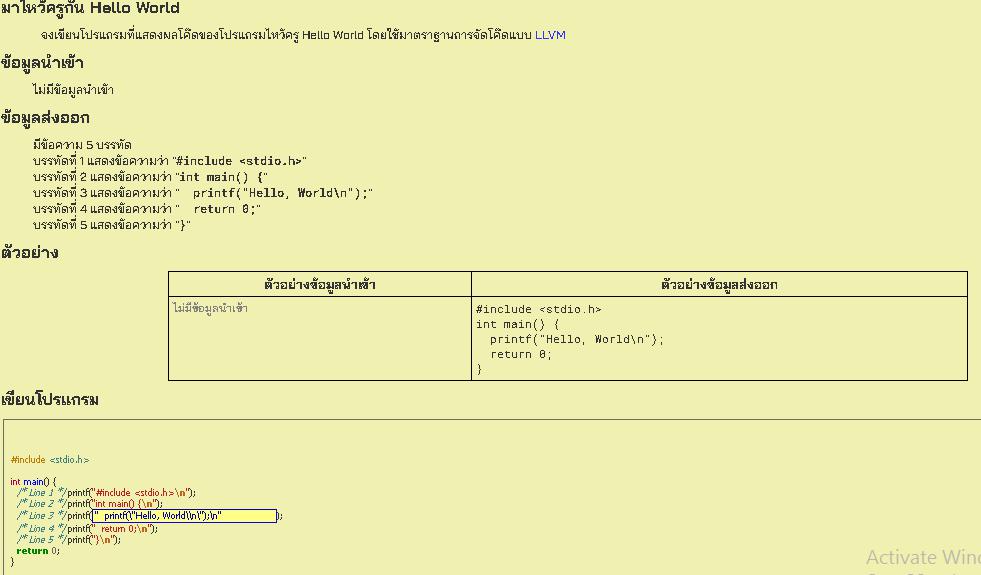 มาไหว้ครูกัน Hello World
จงเขียนโปรแกรมที่แสดงผลโค๊ดของโปรแกรมไหว้ครู Hello World โดยใช้มาตราฐานการจัดโค๊ดแบบ LLVM
ข้อมูลนำเข้า
ไม่มีข้อมูลนำเข้า
ข้อมูลส่งออก
มีข้อความ 5 บรรทัด
บรรทัดที่ 1 แสดงข้อความว่า "#include <stdio.h>"
บรรทัดที่ 2 แสดงข้อความว่า "int main() {"
บรรทัดที่ 3 แสดงข้อความว่า "  printf("Hello, World\n");"
บรรทัดที่ 4 แสดงข้อความว่า "  return 0;"
บรรทัดที่ 5 แสดงข้อความว่า "}"
ตัวอย่าง
ตัวอย่างข้อมูลนำเข้า ตัวอย่างข้อมูลส่งออก
ไม่มีข้อมูลนำเข้า
#include <stdio.h>
int main() {
  printf("Hello, World\n");
  return 0;
}
เขียนโปรแกรม
#include <stdio.h>
int main() {
  /* Line 1 */printf("#include <stdio.h>\n");
  /* Line 2 */printf("int main() {\n");
  /* Line 3 */printf("  printf(\"Hello, World\\n\");\n");
  /* Line 4 */printf("  return 0;\n");
  /* Line 5 */printf("}\n");
  return 0;
}
Activate Win